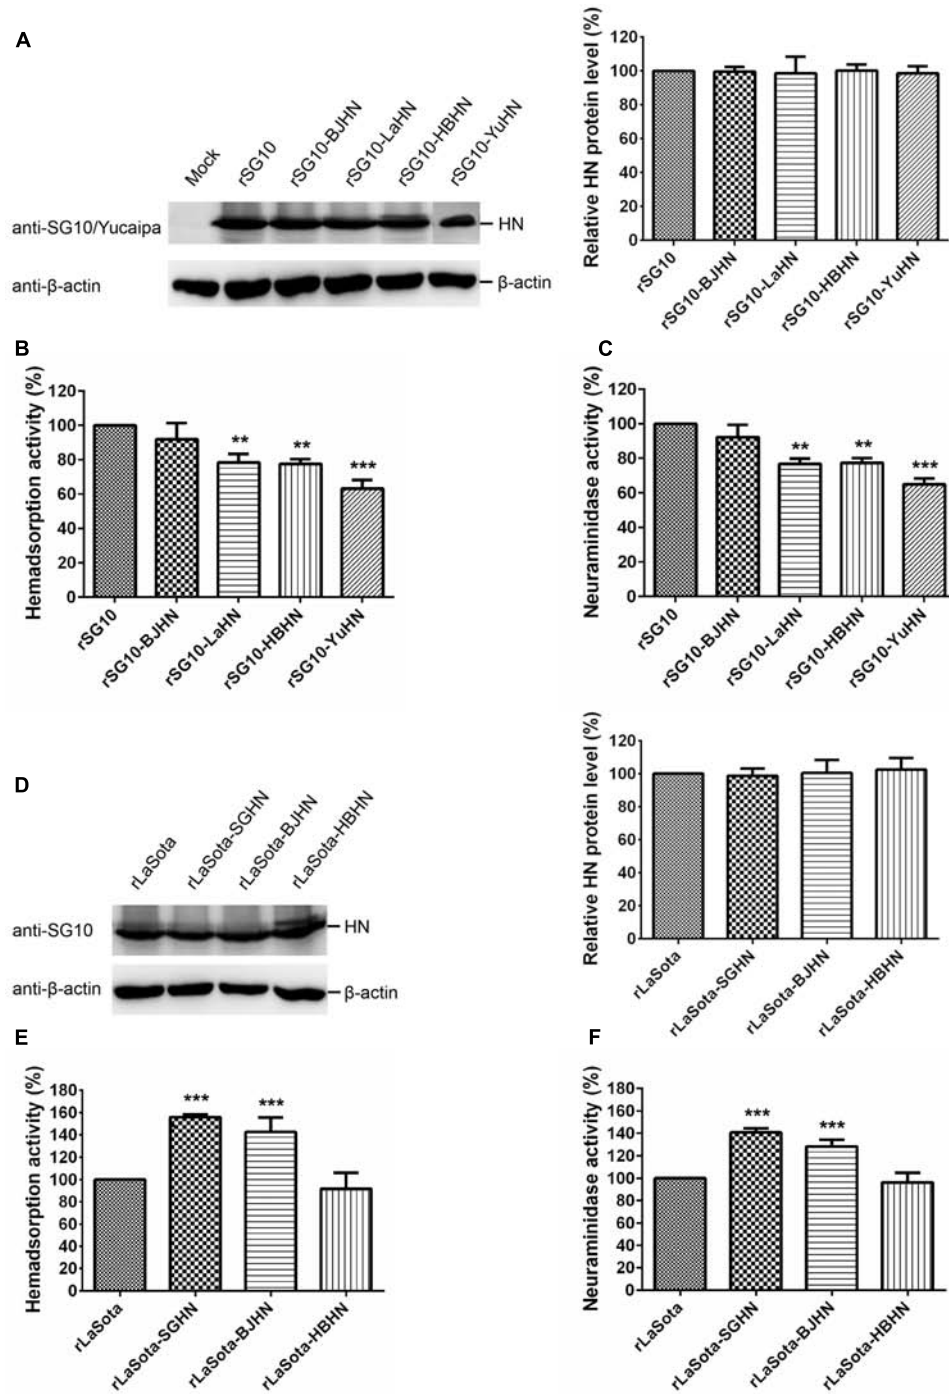 A
Mock
rSG10
rSG10-BJHN
rSG10-LaHN
rSG10-HBHN
rSG10-YuHN
anti-SG10/Yucaipa
HN
anti-β-actin
β-actin
Relative HN protein level (%)
120
100
80
60
40
20
0
rSG10
rSG10-BJHN
rSG10-LaHN
rSG10-HBHN
rSG10-YuHN
B
Hemadsorption activity (%)
120
100
80
60
40
20
0
**
**
***
rSG10
rSG10-BJHN
rSG10-LaHN
rSG10-HBHN
rSG10-YuHN
C
Neuraminidase activity (%)
120
100
80
60
40
20
0
**
**
***
rSG10
rSG10-BJHN
rSG10-LaHN
rSG10-HBHN
rSG10-YuHN
D
rLaSota
rLaSota-SGHN
rLaSota-BJHN
rLaSota-HBHN
anti-SG10
HN
anti-β-actin
β-actin
Relative HN protein level (%)
120
100
80
60
40
20
0
rLaSota
rLaSota-SGHN
rLaSota-BJHN
rLaSota-HBHN
E
Hemadsorption activity (%)
180
160
140
120
100
80
60
40
20
0
***
***
rLaSota
rLaSota-SGHN
rLaSota-BJHN
rLaSota-HBHN
F
Neuraminidase activity (%)
180
160
140
120
100
80
60
40
20
0
***
***
rLaSota
rLaSota-SGHN
rLaSota-BJHN
rLaSota-HBHN